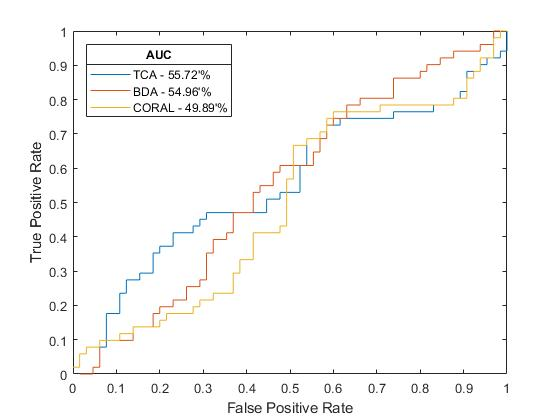 AUC
TCA - 55.72'%
BDA - 54.96'%
CORAL - 49.89'%
1
0.9
0.8
0.7
0.6
0.5
0.4
0.3
0.2
0.1
0
True Positive Rate
0 0.1 0.2 0.3 0.4 0.5 0.6 0.7 0.8 0.9 1
False Positive Rate